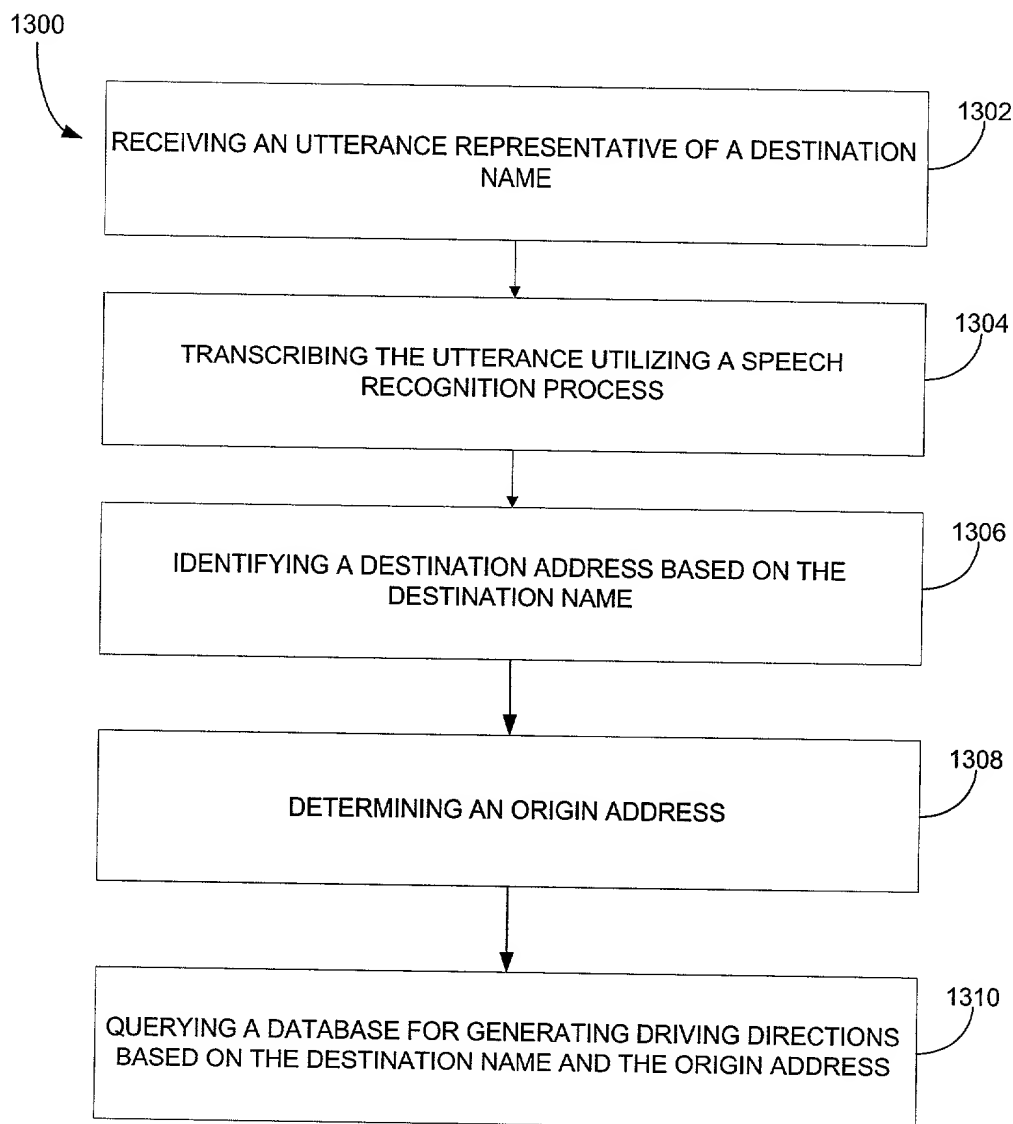 1300
1302
RECEIVING AN UTTERANCE REPRESENTATIVE OF A DESTINATION
NAME
1304
TRANSCRIBING THE UTTERANCE UTILIZING A SPEECH
RECOGNITION PROCESS
1306
IDENTIFYING A DESTINATION ADDRESS BASED ON THE
DESTINATION NAME
1308
DETERMINING AN ORIGIN ADDRESS
1310
QUERYING A DATABASE FOR GENERATING DRIVING DIRECTIONS
BASED ON THE DESTINATION NAME AND THE ORIGIN ADDRESS